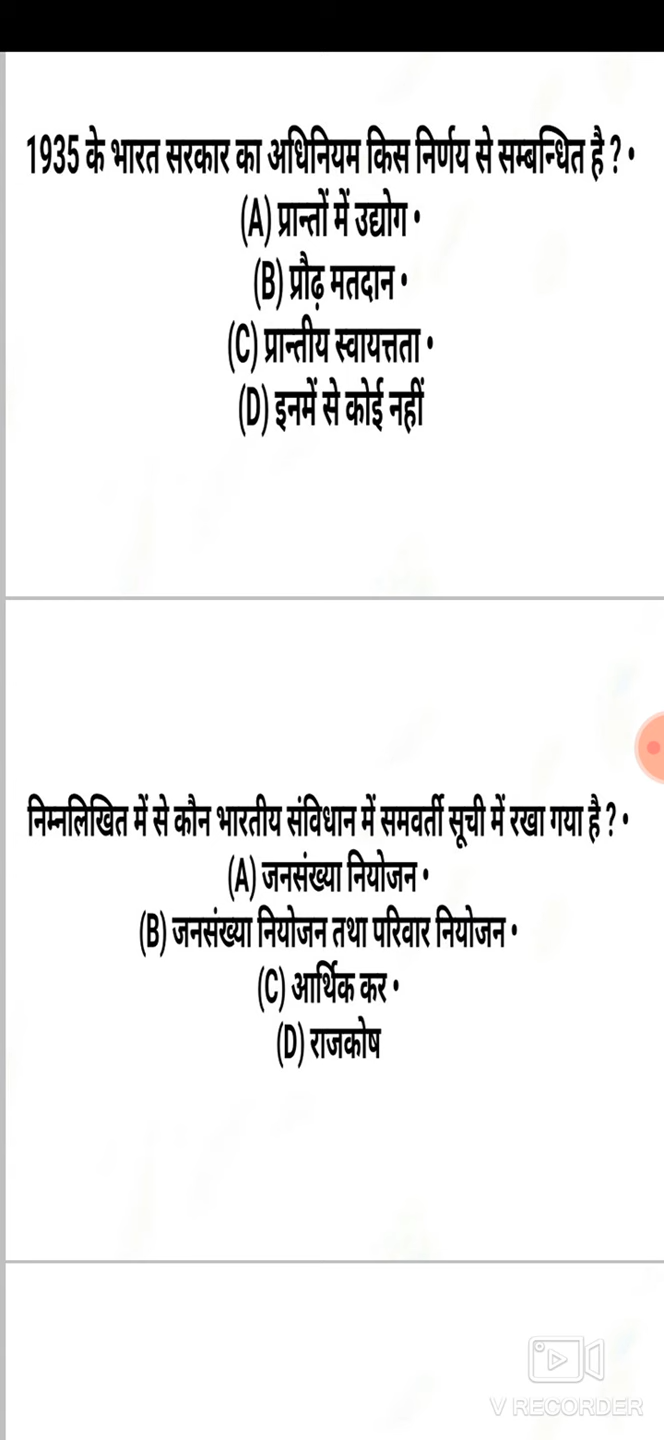 1935 के भारत सरकार का अधिनियम किस निर्णय से सम्बन्धित है ? •
(A) प्रान्तों में उद्योग •
(B) प्रौढ़ मतदान •
(C) प्रान्तीय स्वायत्तता •
(D) इनमें से कोई नहीं
निम्नलिखित में से कौन भारतीय संविधान में समवर्ती सूची में रखा गया है ? •
(A) जनसंख्या नियोजन •
(B) जनसंख्या नियोजन तथा परिवार नियोजन •
(C) आर्थिक कर •
(D) राजकोष
V RECORDER